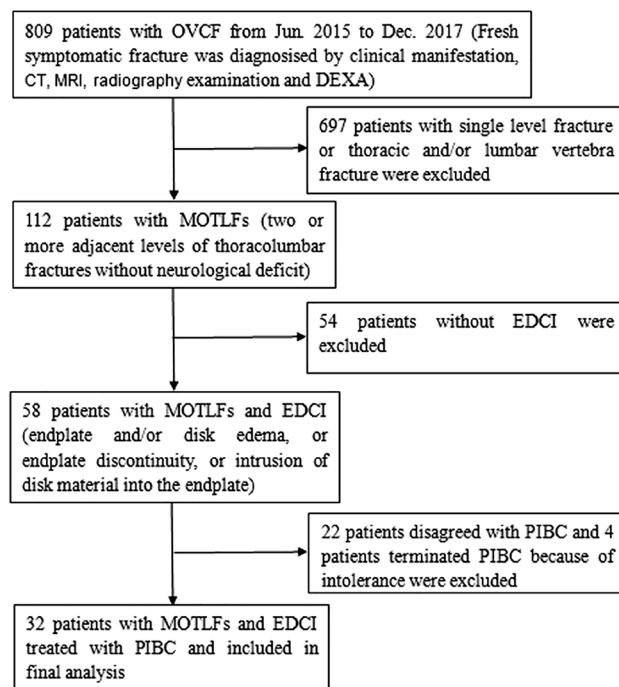 809 patients with OVCF from Jun. 2015 to Dec. 2017 (Fresh
symptomatic fracture was diagnosised by clinical manifestation,
CT, MRI, radiography examination and DEXA)
697 patients with single level fracture
or thoracic and/or lumbar vertebra
fracture were excluded
112 patients with MOTLFs (two or
more adjacent levels of thoracolumbar
fractures without neurological deficit)
54 patients without EDCI were
excluded
58 patients with MOTLFs and EDCI
(endplate and/or disk edema, or
endplate discontinuity, or intrusion of
disk material into the endplate)
22 patients disagreed with PIBC and 4
patients terminated PIBC because of
intolerance were excluded
32 patients with MOTLFs and EDCI
treated with PIBC and included in
final analysis